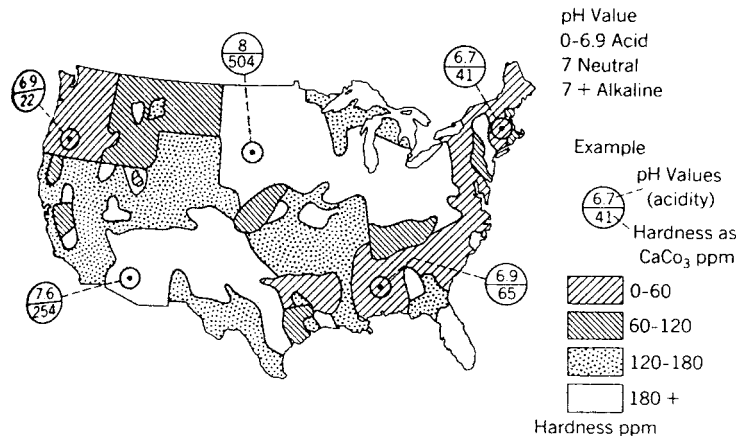 8
504
6.7
41
6.9
22
7.6
254
6.9
65
pH Value
0-6.9 Acid
7 Neutral
7 + Alkaline
Example
6.7
41
pH Values
(acidity)
Hardness as
CaCo₃ ppm
0-60
60-120
120-180
180 +
Hardness ppm